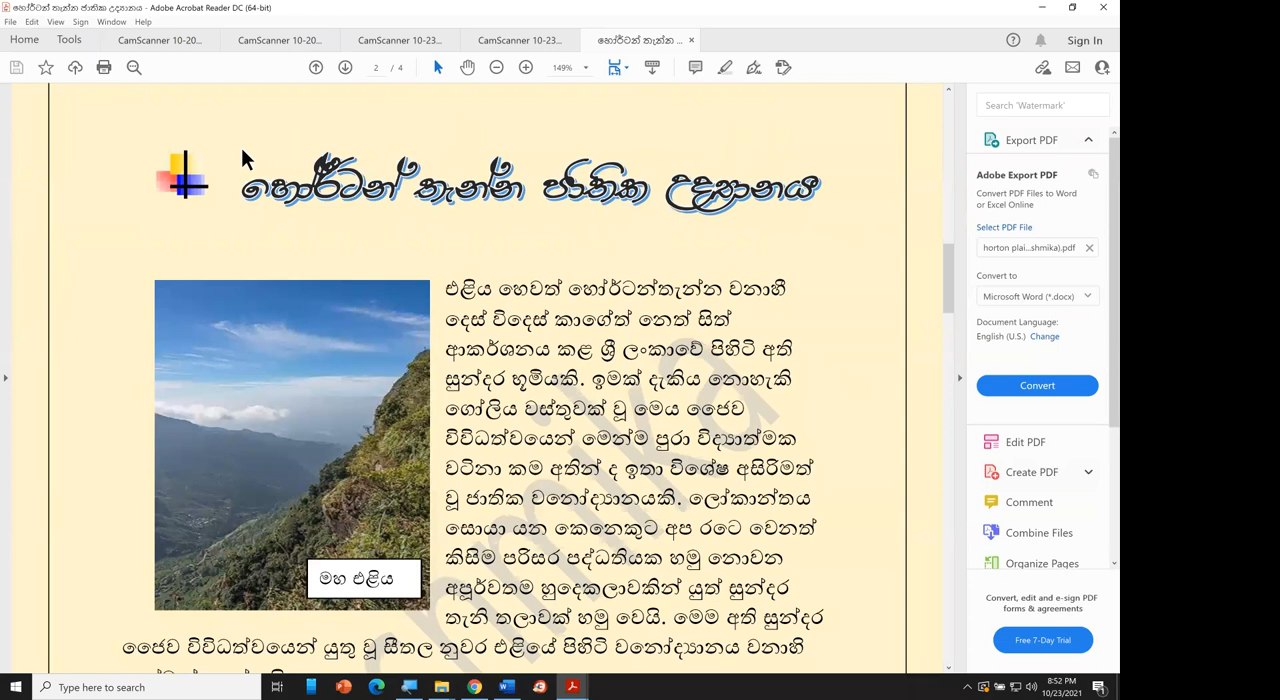 හෝර්ටන් තැන්න ජාතික උද්‍යානය - Adobe Acrobat Reader DC (64-bit)
File Edit View Sign Window Help
Home Tools CamScanner 10-20... CamScanner 10-20... CamScanner 10-23... CamScanner 10-23... හෝර්ටන් තැන්න ... × Sign In
2 / 4 149%
හොර්ටන් තැන්න ජාතික උද්‍යානය
එළිය හෙවත් හෝර්ටන්තැන්න වනාහී
දෙස් විදෙස් කාගේත් නෙත් සිත්
ආකර්ශනය කළ ශ්‍රී ලංකාවේ පිහිටි අති
සුන්දර භූමියකි. ඉමක් දැකිය නොහැකි
ගෝලිය වස්තුවක් වූ මෙය ජෛව
විවිධත්වයෙන් මෙන්ම පුරා විද්‍යාත්මක
වටිනා කම අතින් ද ඉතා විශේෂ අසිරිමත්
වූ ජාතික වනෝද්‍යානයකි. ලෝකාන්තය
සොයා යන කෙනෙකුට අප රටෙ වෙනත්
කිසිම පරිසර පද්ධතියක හමු නොවන
අපූර්වතම හුදෙකලාවකින් යුත් සුන්දර
තැනි තලාවක් හමු වෙයි. මෙම අති සුන්දර
ජෛව විවිධත්වයෙන් යුතු වූ සීතල නුවර එළියේ පිහිටි වනෝද්‍යානය වනාහි
මහ එළිය
hmika
Search 'Watermark'
Export PDF
Adobe Export PDF
Convert PDF Files to Word
or Excel Online
Select PDF File
horton plai...shmika).pdf
Convert to
Microsoft Word (*.docx)
Document Language:
English (U.S.) Change
Convert
Edit PDF
Create PDF
Comment
Combine Files
Organize Pages
Convert, edit and e-sign PDF
forms & agreements
Free 7-Day Trial
Type here to search
8:52 PM
10/23/2021